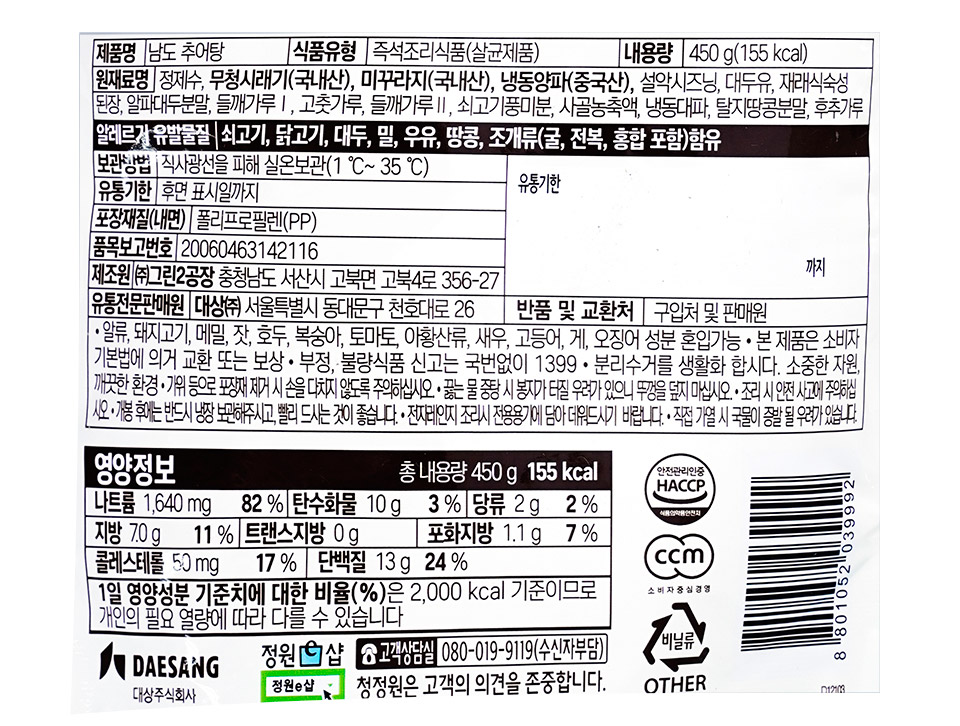 제품명 남도 추어탕 식품유형 즉석조리식품(살균제품) 내용량 450 g(155 kcal)
원재료명 정제수, 무청시래기(국내산), 미꾸라지(국내산), 냉동양파(중국산), 설악시즈닝, 대두유, 재래식숙성
된장, 알파대두분말, 들깨가루Ⅰ, 고춧가루, 들깨가루Ⅱ, 쇠고기풍미분, 사골농축액, 냉동대파, 탈지땅콩분말, 후추가루
알레르기 유발물질 쇠고기, 닭고기, 대두, 밀, 우유, 땅콩, 조개류(굴, 전복, 홍합 포함)함유
보관방법 직사광선을 피해 실온보관(1 ℃~ 35 ℃)
유통기한 후면 표시일까지
유통기한
까지
포장재질(내면) 폴리프로필렌(PP)
품목보고번호 20060463142116
제조원 ㈜그린2공장 충청남도 서산시 고북면 고북4로 356-27
유통전문판매원 대상㈜ 서울특별시 동대문구 천호대로 26 반품 및 교환처 구입처 및 판매원
• 알류, 돼지고기, 메밀, 잣, 호두, 복숭아, 토마토, 아황산류, 새우, 고등어, 게, 오징어 성분 혼입가능 • 본 제품은 소비자
기본법에 의거 교환 또는 보상 • 부정, 불량식품 신고는 국번없이 1399 • 분리수거를 생활화 합시다. 소중한 자원,
깨끗한 환경 • 가위 등으로 포장재 제거 시 손을 다치지 않도록 주의하십시오 • 끓는 물 중탕 시 봉지가 터질 우려가 있으니 뚜껑을 덮지 마십시오 • 조리 시 안전 사고에 주의하십
시오 • 개봉 후에는 반드시 냉장 보관해주시고, 빨리 드시는 것이 좋습니다. • 전자레인지 조리시 전용용기에 담아 데워드시기 바랍니다. • 직접 가열 시 국물이 증발 될 우려가 있습니다.
영양정보 총 내용량 450 g 155 kcal
나트륨 1,640 mg 82 % 탄수화물 10 g 3 % 당류 2 g 2 %
지방 7.0 g 11 % 트랜스지방 0 g 포화지방 1.1 g 7 %
콜레스테롤 50 mg 17 % 단백질 13 g 24 %
1일 영양성분 기준치에 대한 비율(%)은 2,000 kcal 기준이므로
개인의 필요 열량에 따라 다를 수 있습니다
안전관리인증
HACCP
식품의약품안전처
ccm
소비자중심경영
비닐류
OTHER
8 801052 039992
D12103
DAESANG
대상주식회사
정원e샵
정원e샵
고객상담실 080-019-9119(수신자부담)
청정원은 고객의 의견을 존중합니다.